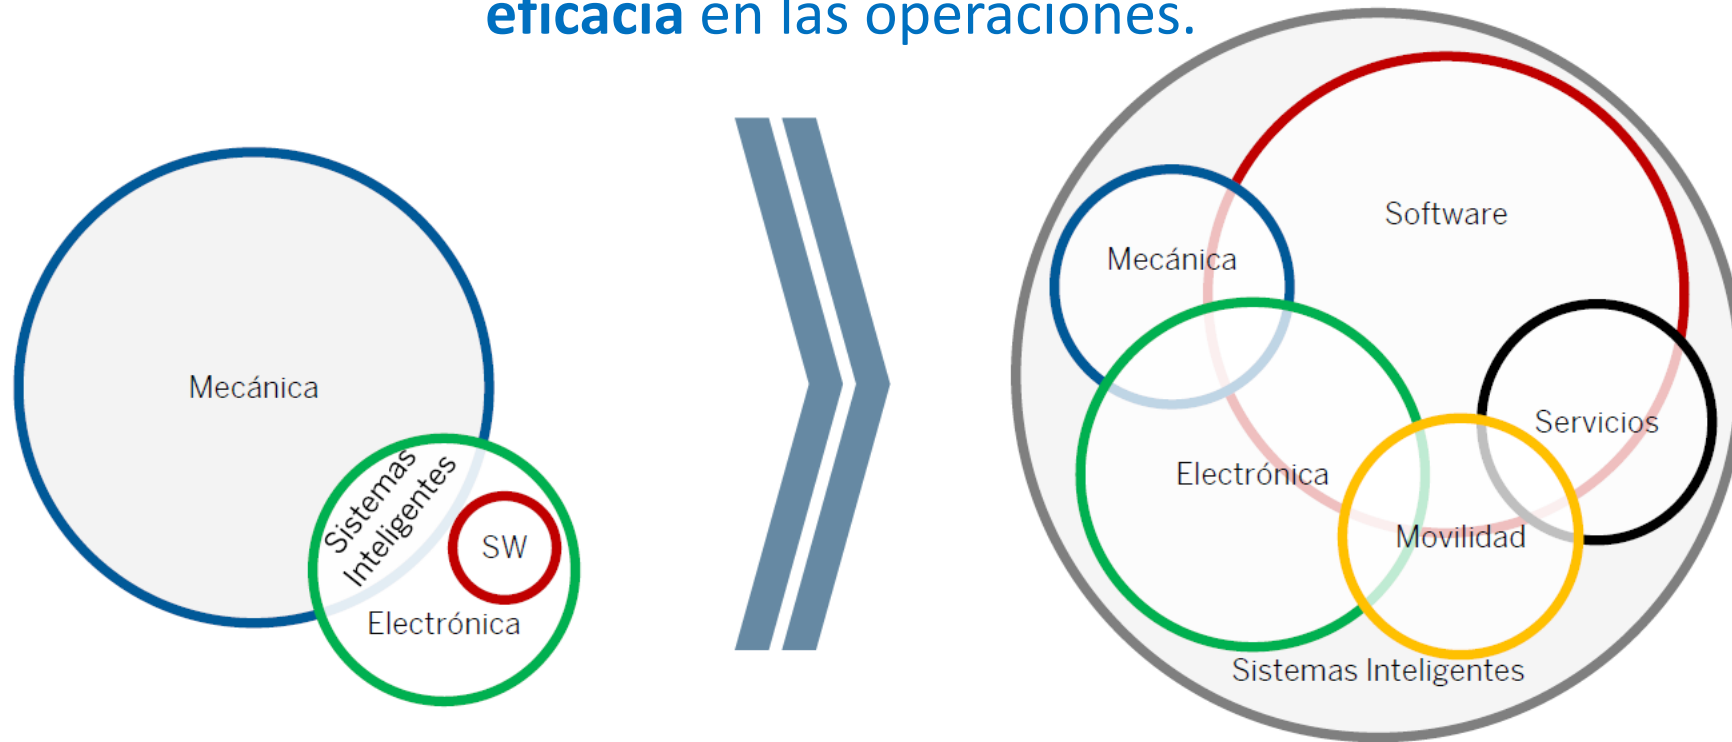 eficacia en las operaciones.
Mecánica
Sistemas
Inteligentes
SW
Electrónica
Software
Mecánica
Servicios
Electrónica
Movilidad
Sistemas Inteligentes